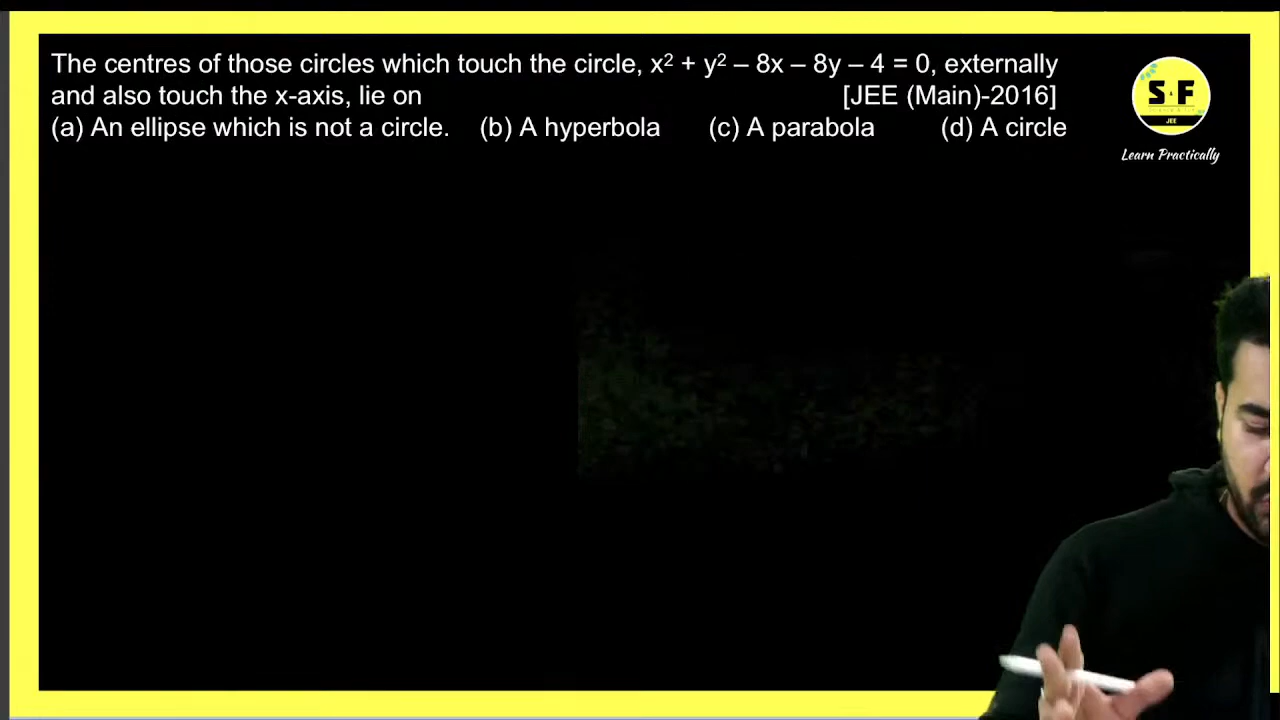 The centres of those circles which touch the circle, x² + y² – 8x – 8y – 4 = 0, externally
and also touch the x-axis, lie on [JEE (Main)-2016]
(a) An ellipse which is not a circle. (b) A hyperbola (c) A parabola (d) A circle
S&F
JEE
Learn Practically